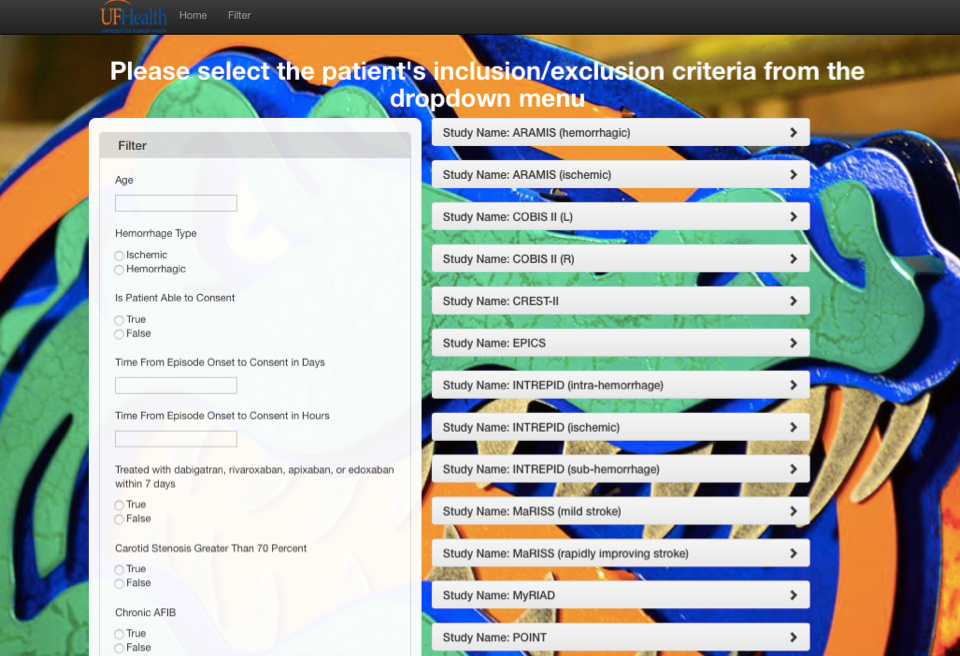 UFHealth
Home
Filter
Please select the patient's inclusion/exclusion criteria from the
dropdown menu
Filter
Age
Hemorrhage Type
Ischemic
Hemorrhagic
Is Patient Able to Consent
True
False
Time From Episode Onset to Consent in Days
Time From Episode Onset to Consent in Hours
Treated with dabigatran, rivaroxaban, apixaban, or edoxaban
within 7 days
True
False
Carotid Stenosis Greater Than 70 Percent
True
False
Chronic AFIB
True
False
Study Name: ARAMIS (hemorrhagic)
Study Name: ARAMIS (ischemic)
Study Name: COBIS II (L)
Study Name: COBIS II (R)
Study Name: CREST-II
Study Name: EPICS
Study Name: INTREPID (intra-hemorrhage)
Study Name: INTREPID (ischemic)
Study Name: INTREPID (sub-hemorrhage)
Study Name: MaRISS (mild stroke)
Study Name: MaRISS (rapidly improving stroke)
Study Name: MyRIAD
Study Name: POINT